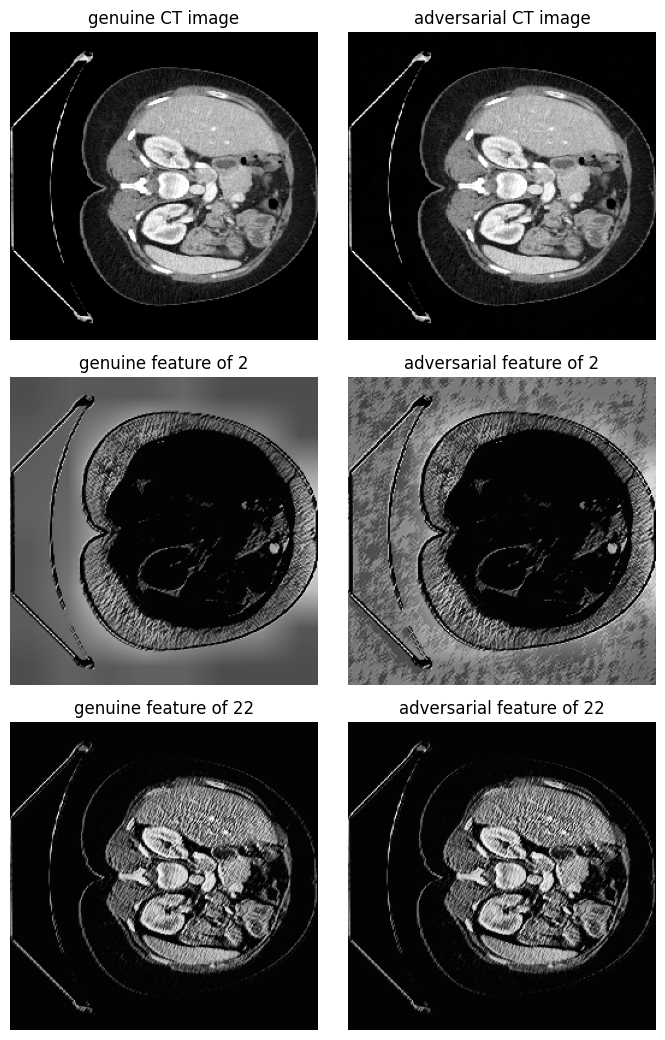 genuine CT image
adversarial CT image
genuine feature of 2
adversarial feature of 2
genuine feature of 22
adversarial feature of 22